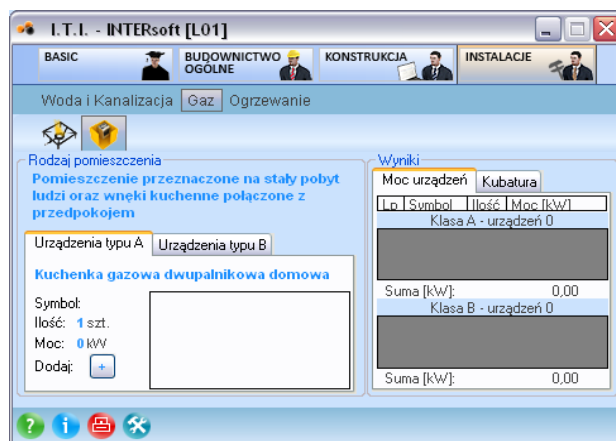 I.T.I. - INTERsoft [L01]
BASIC
BUDOWNICTWO
OGÓLNE
KONSTRUKCJA
INSTALACJE
Woda i Kanalizacja Gaz Ogrzewanie
Rodzaj pomieszczenia
Pomieszczenie przeznaczone na stały pobyt
ludzi oraz wnęki kuchenne połączone z
przedpokojem
Urządzenia typu A Urządzenia typu B
Kuchenka gazowa dwupalnikowa domowa
Symbol:
Ilość: 1 szt.
Moc: 0 kW
Dodaj: +
Wyniki
Moc urządzeń Kubatura
Lp Symbol Ilość Moc [kW]
Klasa A - urządzeń 0
Suma [kW]: 0,00
Klasa B - urządzeń 0
Suma [kW]: 0,00